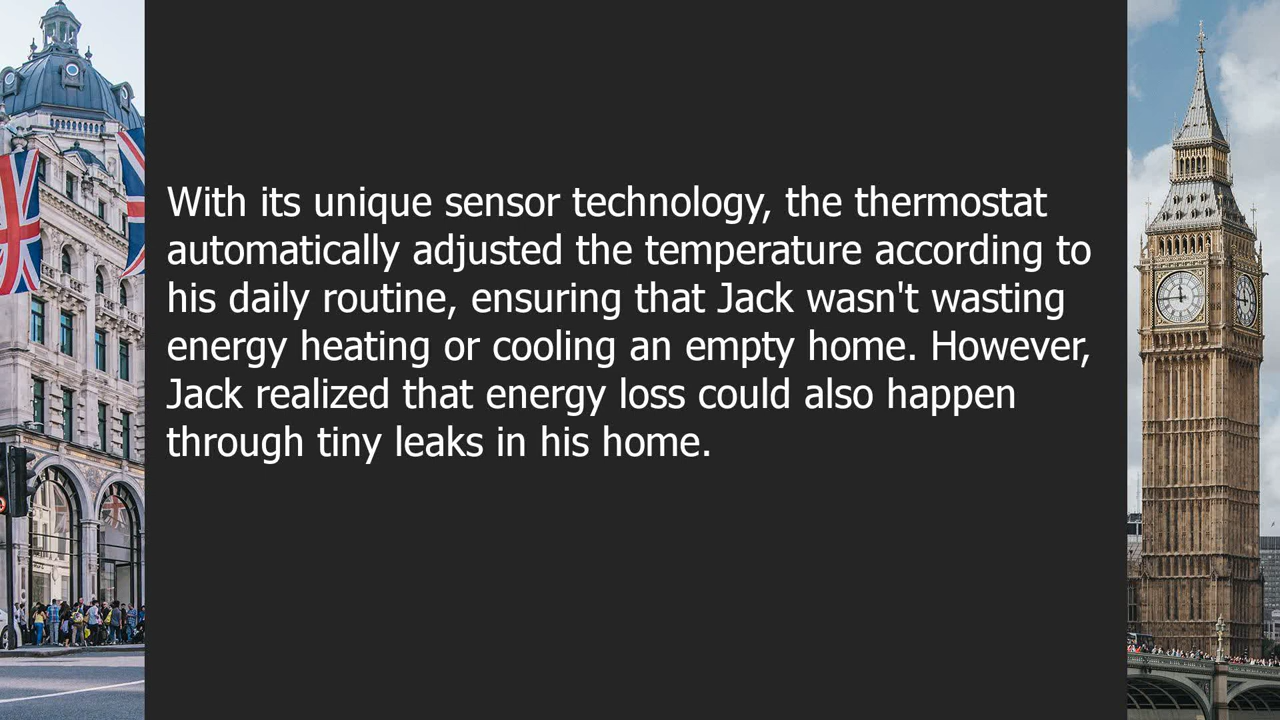 With its unique sensor technology, the thermostat
automatically adjusted the temperature according to
his daily routine, ensuring that Jack wasn't wasting
energy heating or cooling an empty home. However,
Jack realized that energy loss could also happen
through tiny leaks in his home.